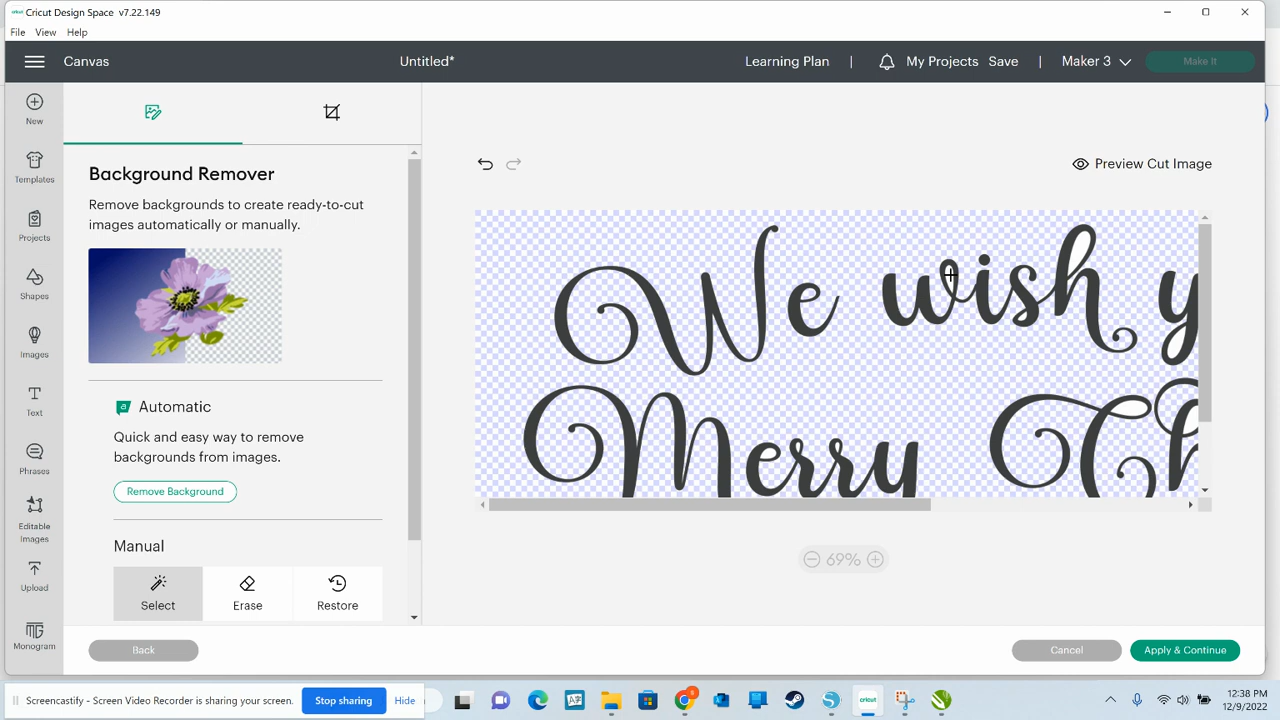 Cricut Design Space v7.22.149
File View Help
Canvas
Untitled*
Learning Plan | My Projects Save | Maker 3
Make It
New
Templates
Projects
Shapes
Images
Text
Phrases
Editable
Images
Upload
Monogram
Background Remover
Remove backgrounds to create ready-to-cut
images automatically or manually.
a Automatic
Quick and easy way to remove
backgrounds from images.
Remove Background
Manual
Select
Erase
Restore
Back
Preview Cut Image
We wish y
Merry Ch
69%
Cancel
Apply & Continue
Screencastify - Screen Video Recorder is sharing your screen.
Stop sharing
Hide
12:38 PM
12/9/2022